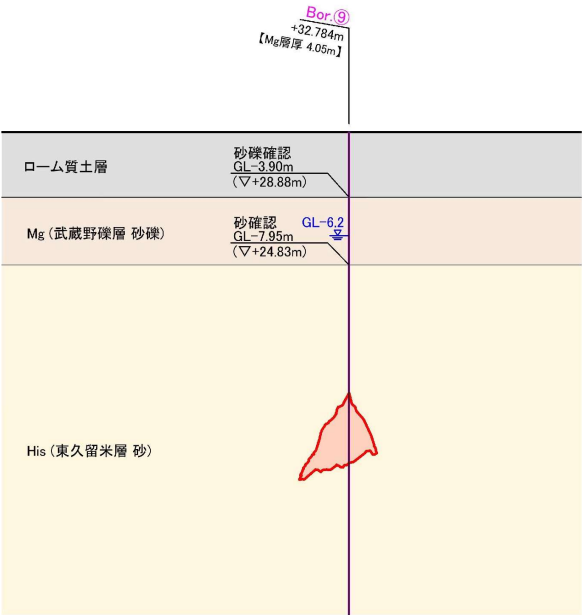 Bor.⑨
+32.784m
【Mg層厚 4.05m】
ローム質土層
砂礫確認
GL-3.90m
(▽+28.88m)
Mg (武蔵野礫層 砂礫)
砂確認
GL-7.95m
(▽+24.83m)
GL-6.2
His (東久留米層 砂)